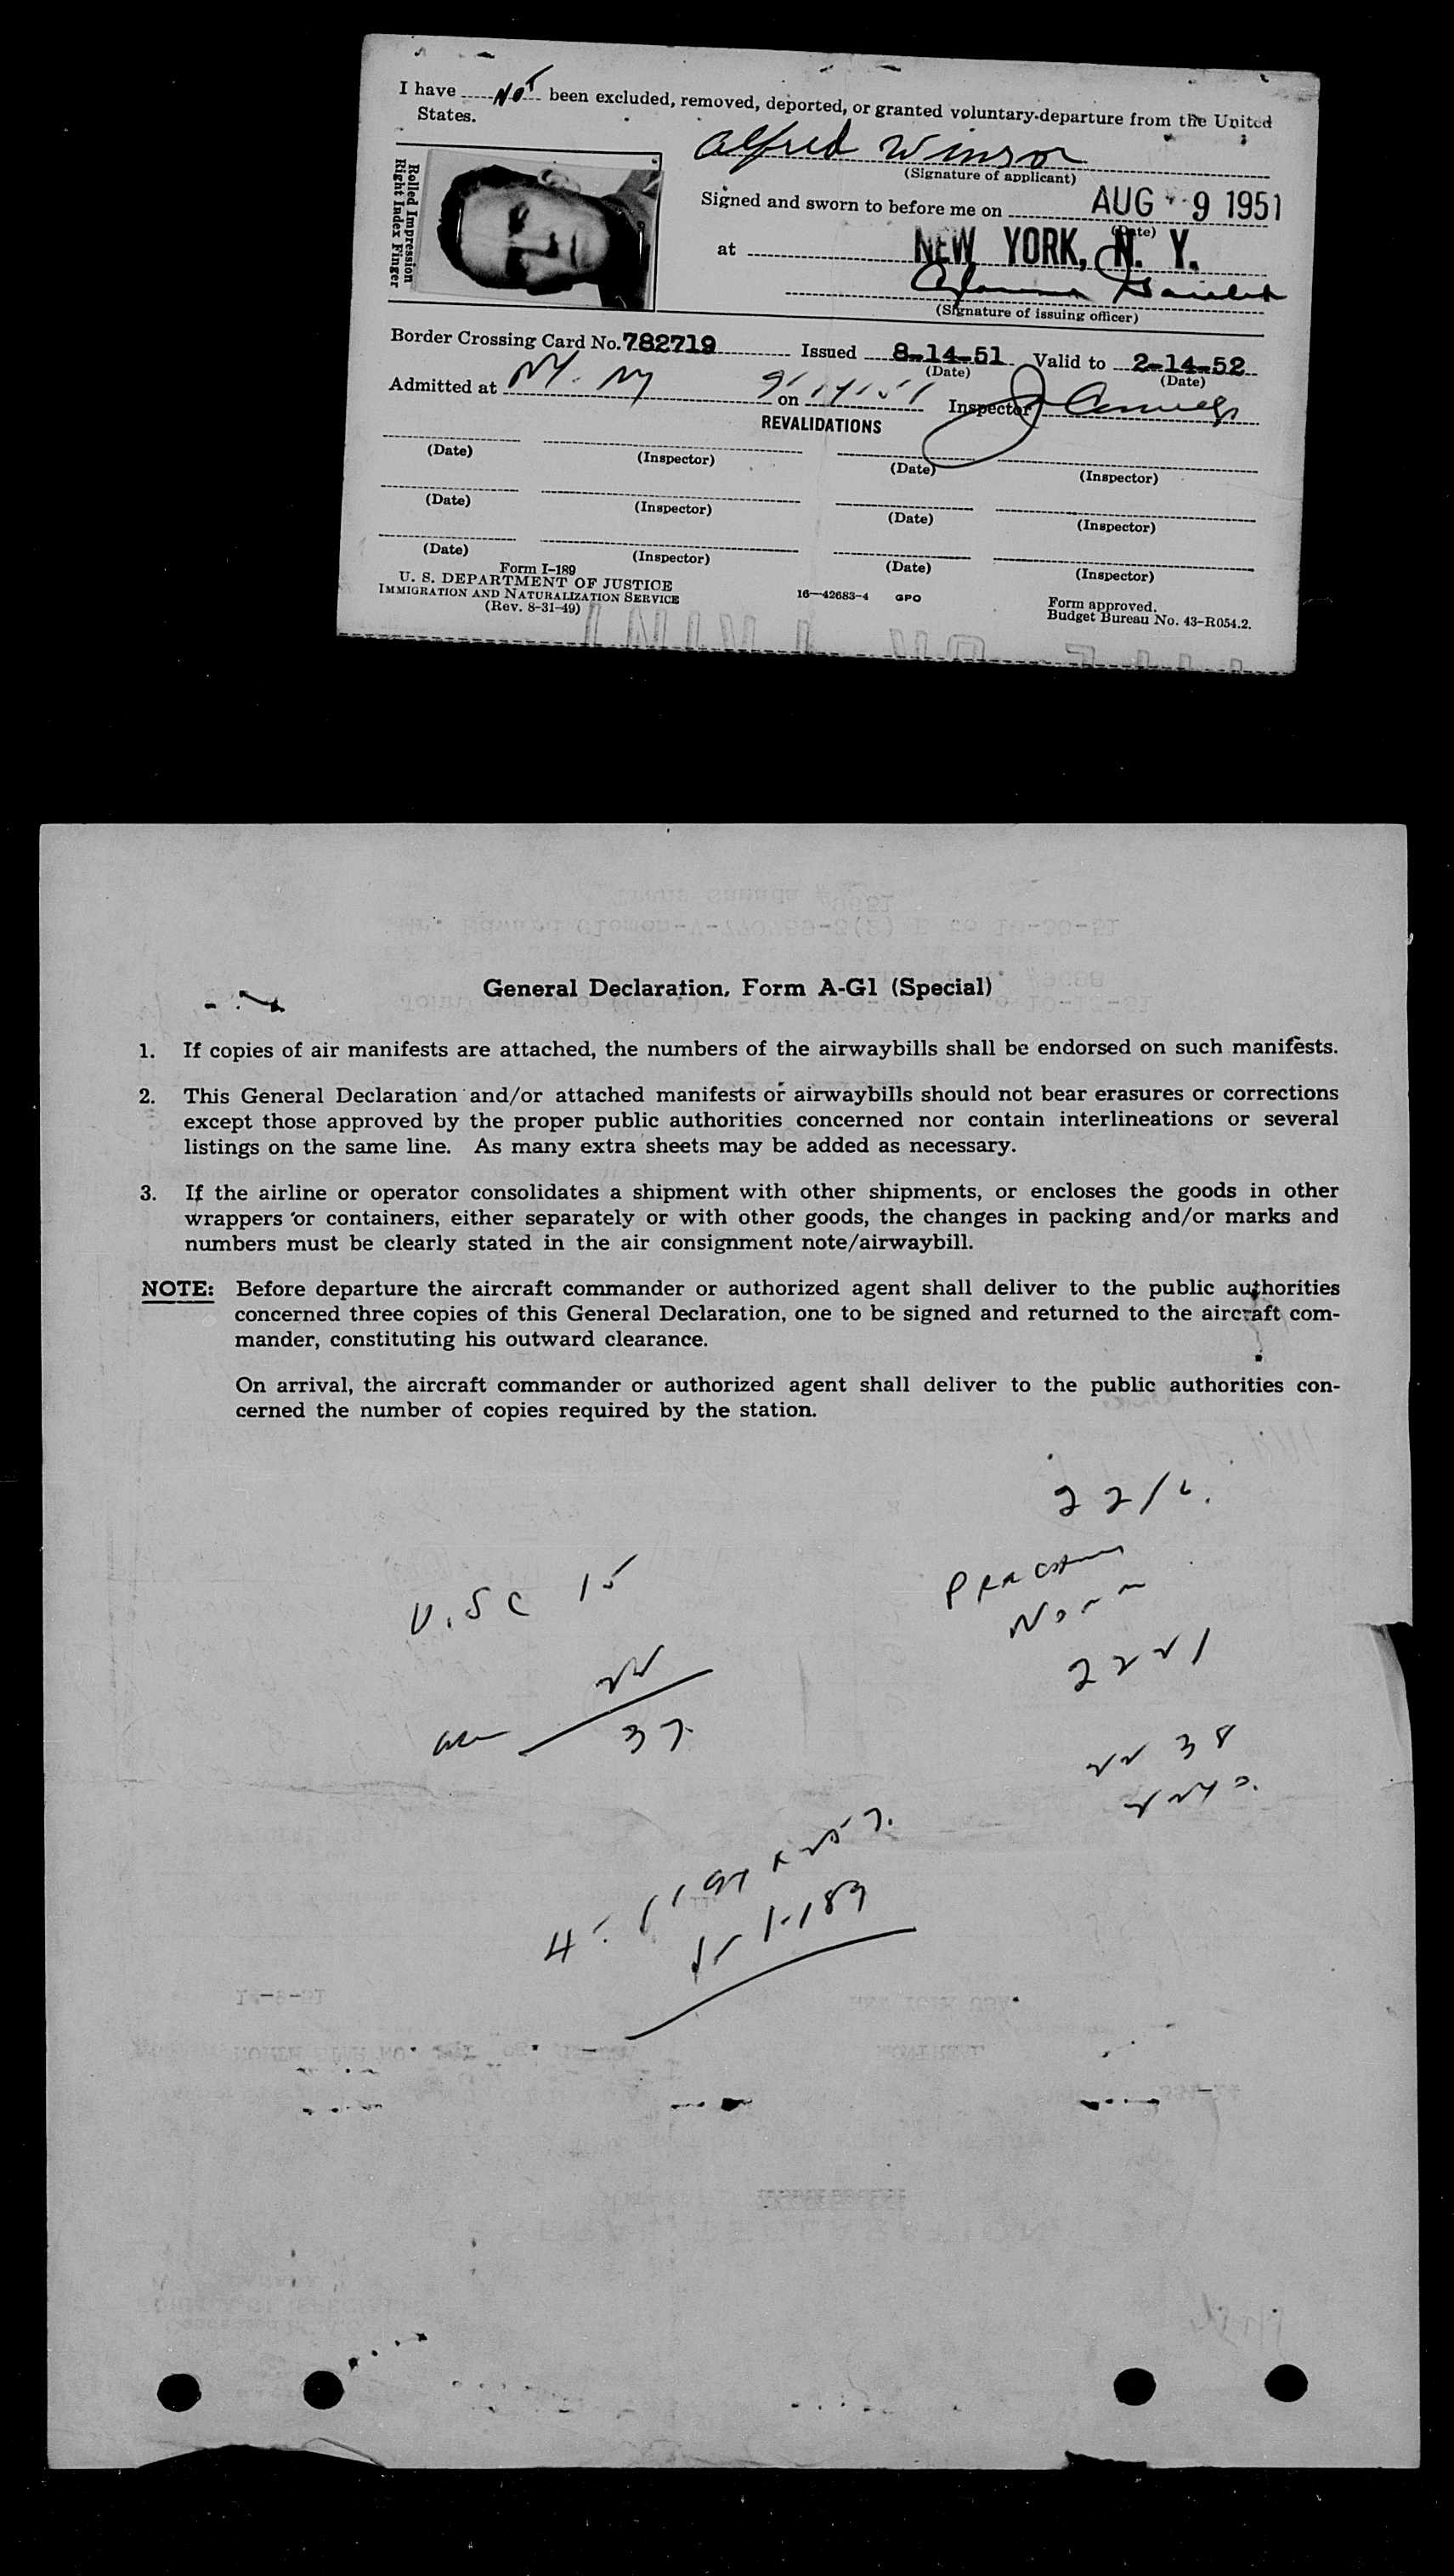 I have NOT been excluded, removed, deported, or granted voluntary departure from the United
States.
Alfred Winsor
(Signature of applicant)
Rolled Impression
Right Index Finger
Signed and sworn to before me on AUG - 9 1951
(Date)
at NEW YORK, N. Y.
(Signature of issuing officer)
Border Crossing Card No. 782719 Issued 8-14-51 Valid to 2-14-52
(Date) (Date)
Admitted at N. Y. on 9/14/51 Inspector
REVALIDATIONS
(Date) (Inspector) (Date) (Inspector)
(Date) (Inspector) (Date) (Inspector)
(Date) (Inspector) (Date) (Inspector)
Form I-189
U. S. DEPARTMENT OF JUSTICE
IMMIGRATION AND NATURALIZATION SERVICE
(Rev. 8-31-49)
16—42683-4 GPO
Form approved.
Budget Bureau No. 43-R054.2.
General Declaration, Form A-G1 (Special)
1. If copies of air manifests are attached, the numbers of the airwaybills shall be endorsed on such manifests.
2. This General Declaration and/or attached manifests or airwaybills should not bear erasures or corrections
except those approved by the proper public authorities concerned nor contain interlineations or several
listings on the same line. As many extra sheets may be added as necessary.
3. If the airline or operator consolidates a shipment with other shipments, or encloses the goods in other
wrappers or containers, either separately or with other goods, the changes in packing and/or marks and
numbers must be clearly stated in the air consignment note/airwaybill.
NOTE: Before departure the aircraft commander or authorized agent shall deliver to the public authorities
concerned three copies of this General Declaration, one to be signed and returned to the aircraft com-
mander, constituting his outward clearance.
On arrival, the aircraft commander or authorized agent shall deliver to the public authorities con-
cerned the number of copies required by the station.
2216.
U.SC 15
2221
22
37
2238
2240.
1-189